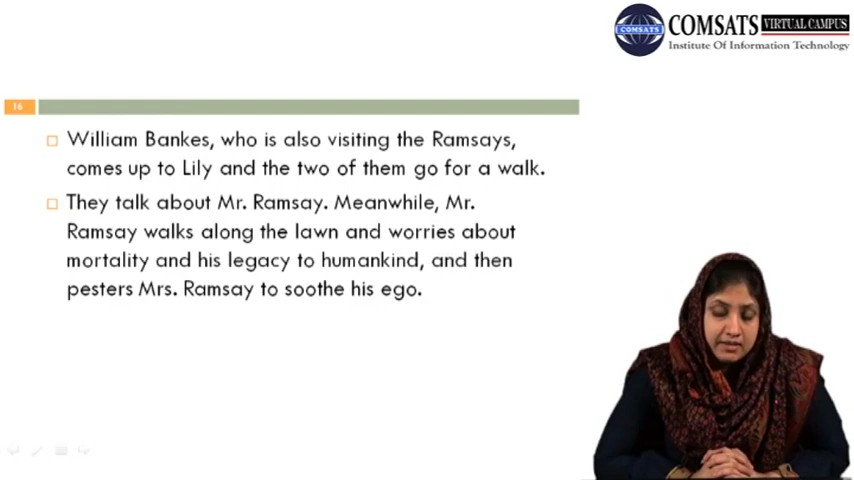 COMSATS VIRTUAL CAMPUS
COMSATS
Institute Of Information Technology
16
William Bankes, who is also visiting the Ramsays,
comes up to Lily and the two of them go for a walk.
They talk about Mr. Ramsay. Meanwhile, Mr.
Ramsay walks along the lawn and worries about
mortality and his legacy to humankind, and then
pesters Mrs. Ramsay to soothe his ego.